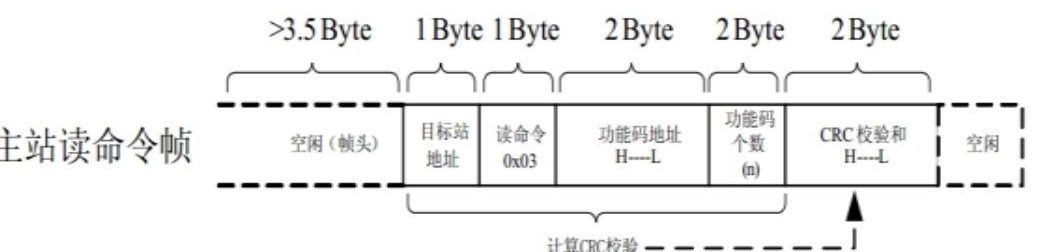 >3.5 Byte 1 Byte 1 Byte 2 Byte 2 Byte 2 Byte
主站读命令帧
空闲（帧头）
目标站
地址
读命令
0x03
功能码地址
H----L
功能码
个数
(n)
CRC 校验和
H----L
空闲
计算CRC校验